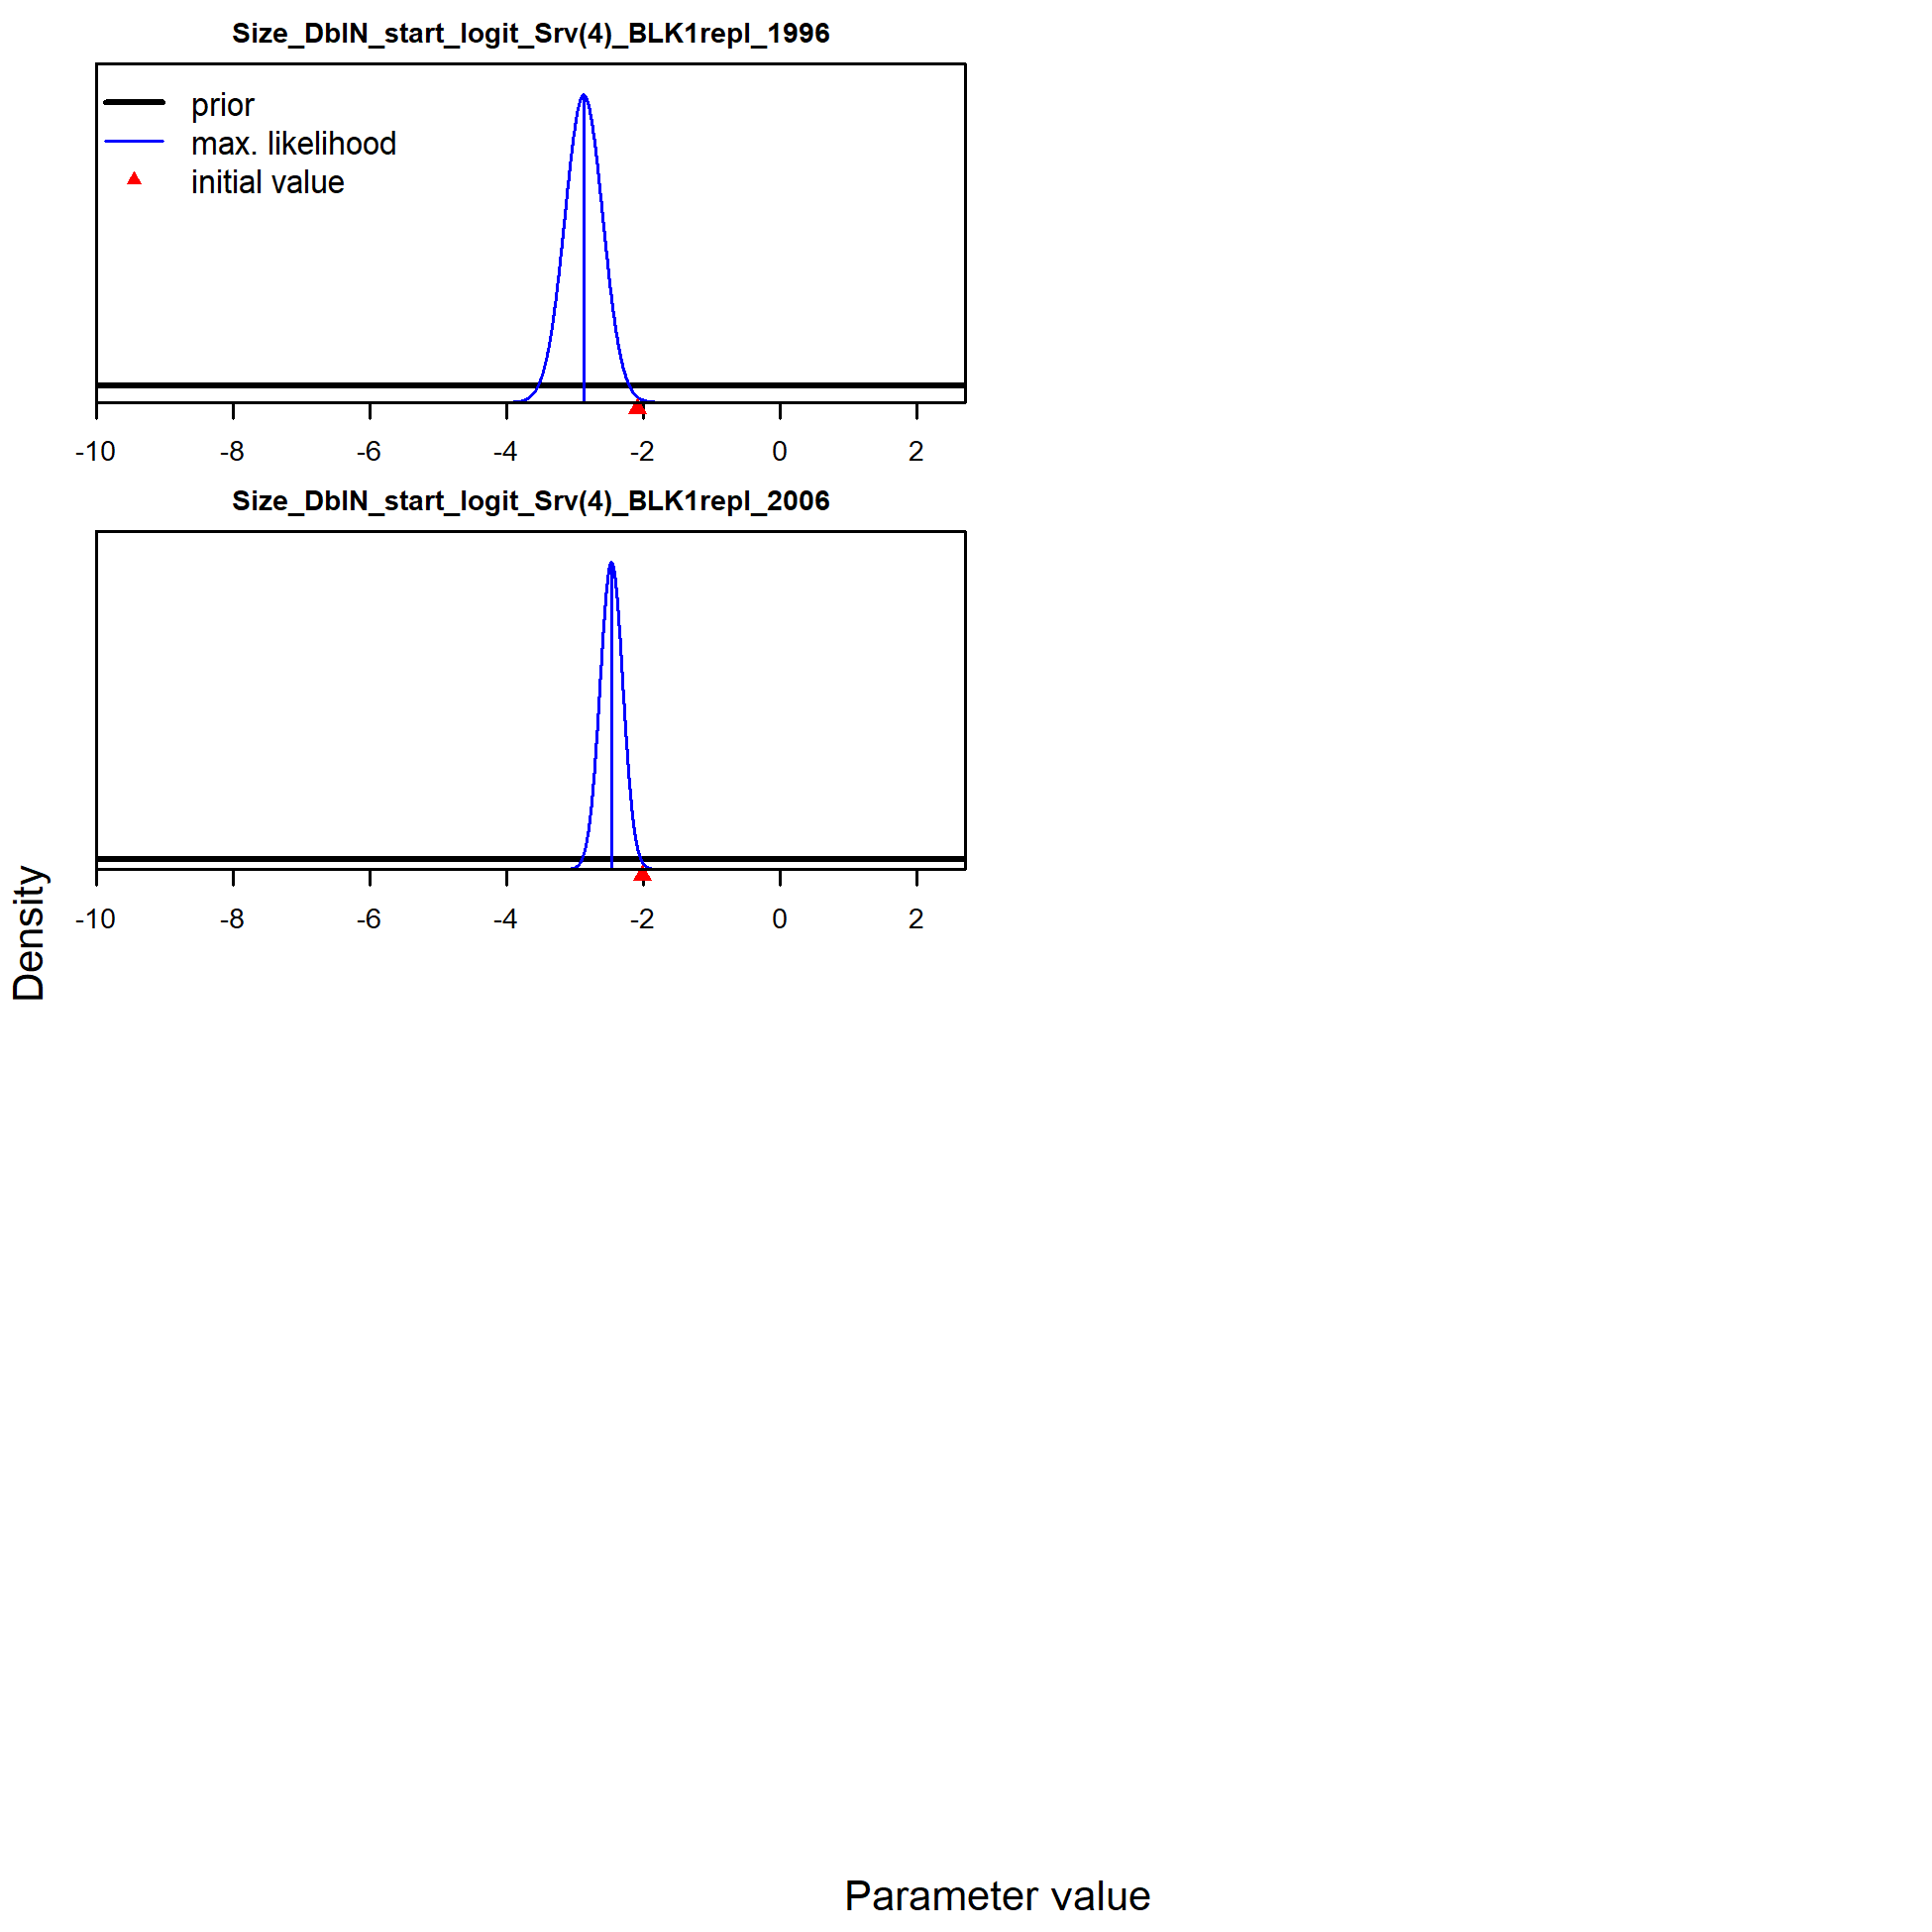 Size_DblN_start_logit_Srv(4)_BLK1repl_1996
prior
max. likelihood
initial value
-10 -8 -6 -4 -2 0 2
Size_DblN_start_logit_Srv(4)_BLK1repl_2006
-10 -8 -6 -4 -2 0 2
Density
Parameter value